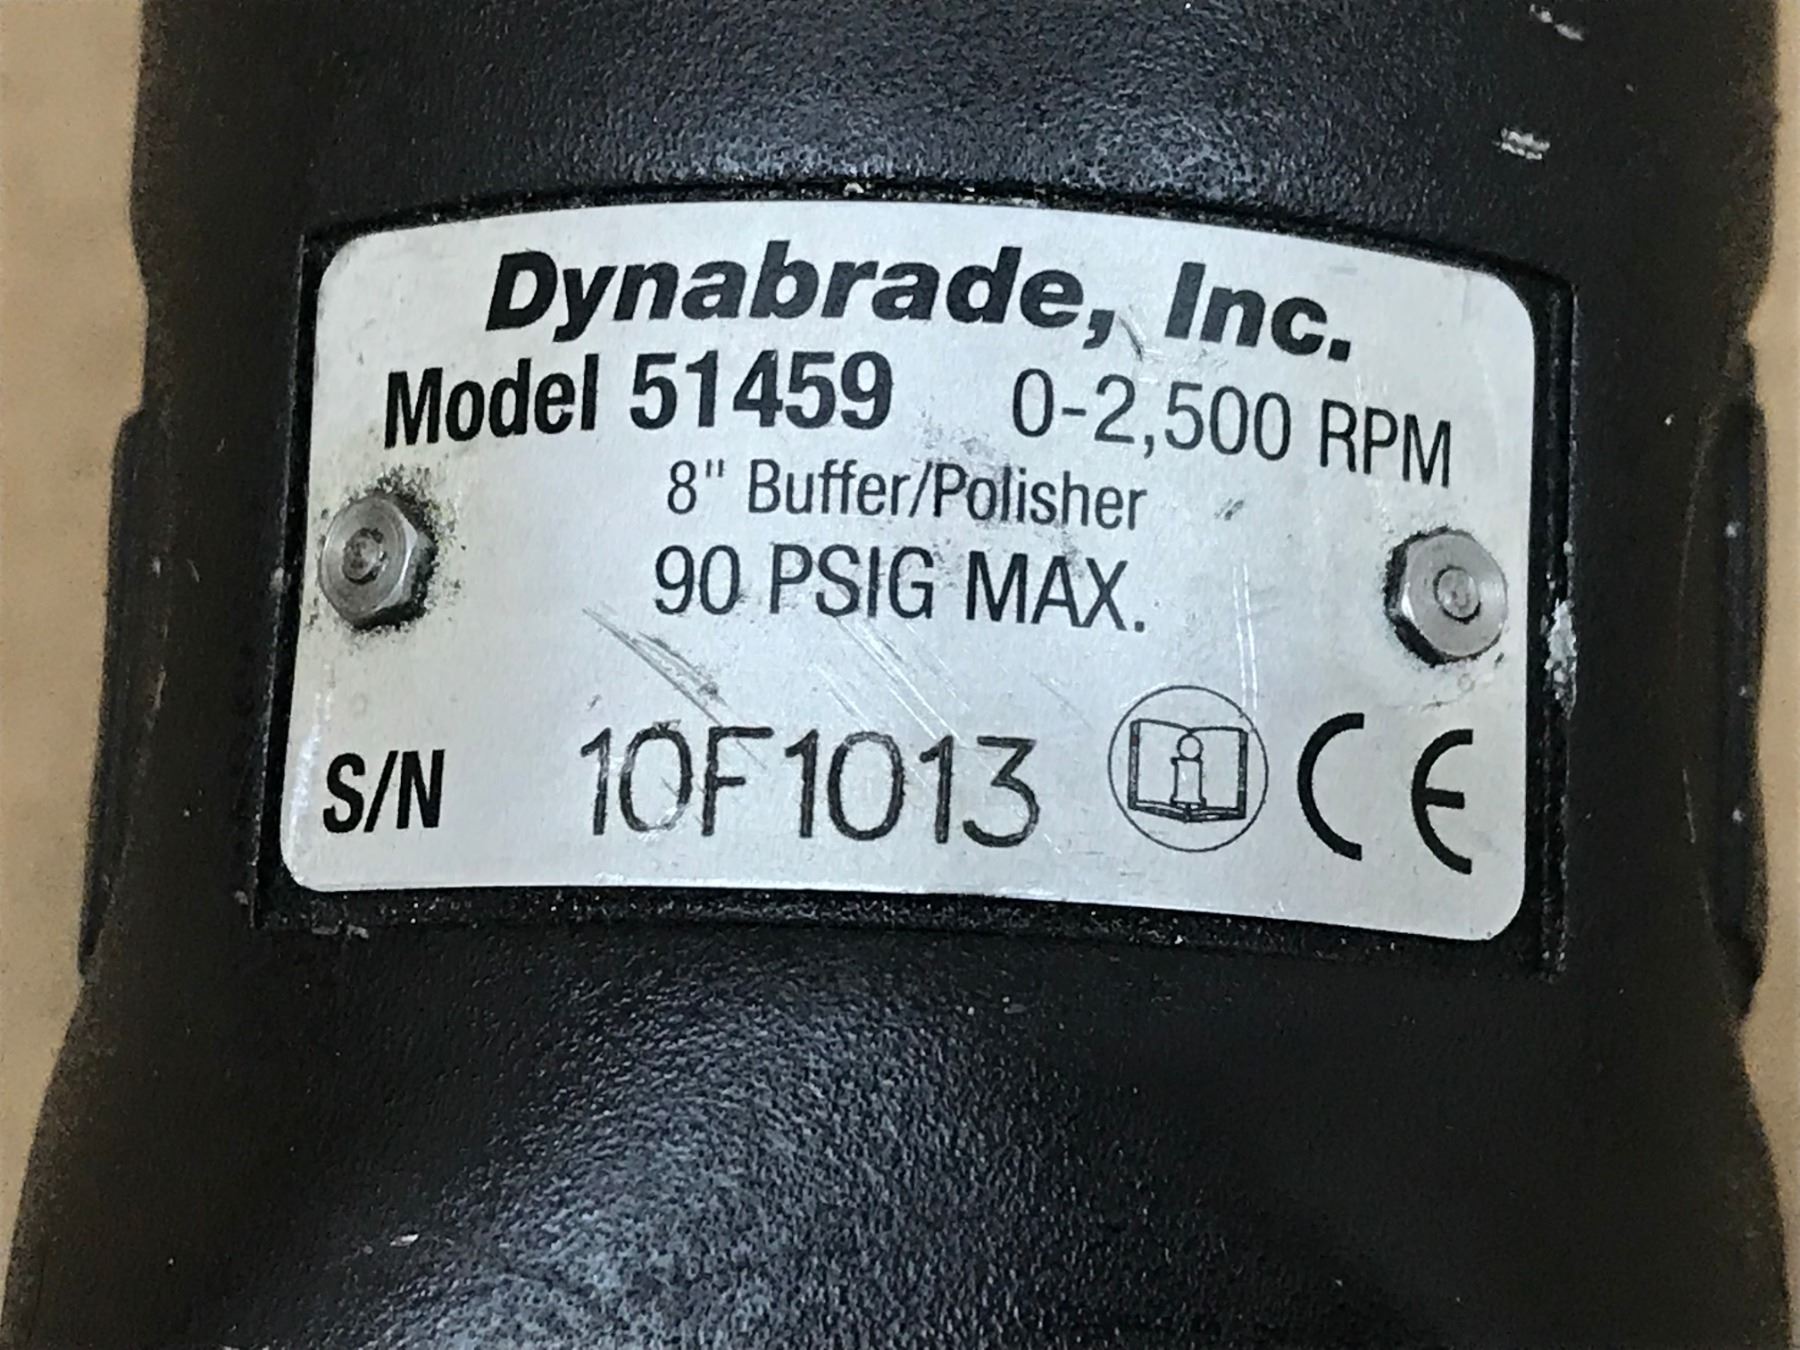 Dynabrade, Inc.
Model 51459 0-2,500 RPM
8" Buffer/Polisher
90 PSIG MAX.
S/N 10F1013 i CE